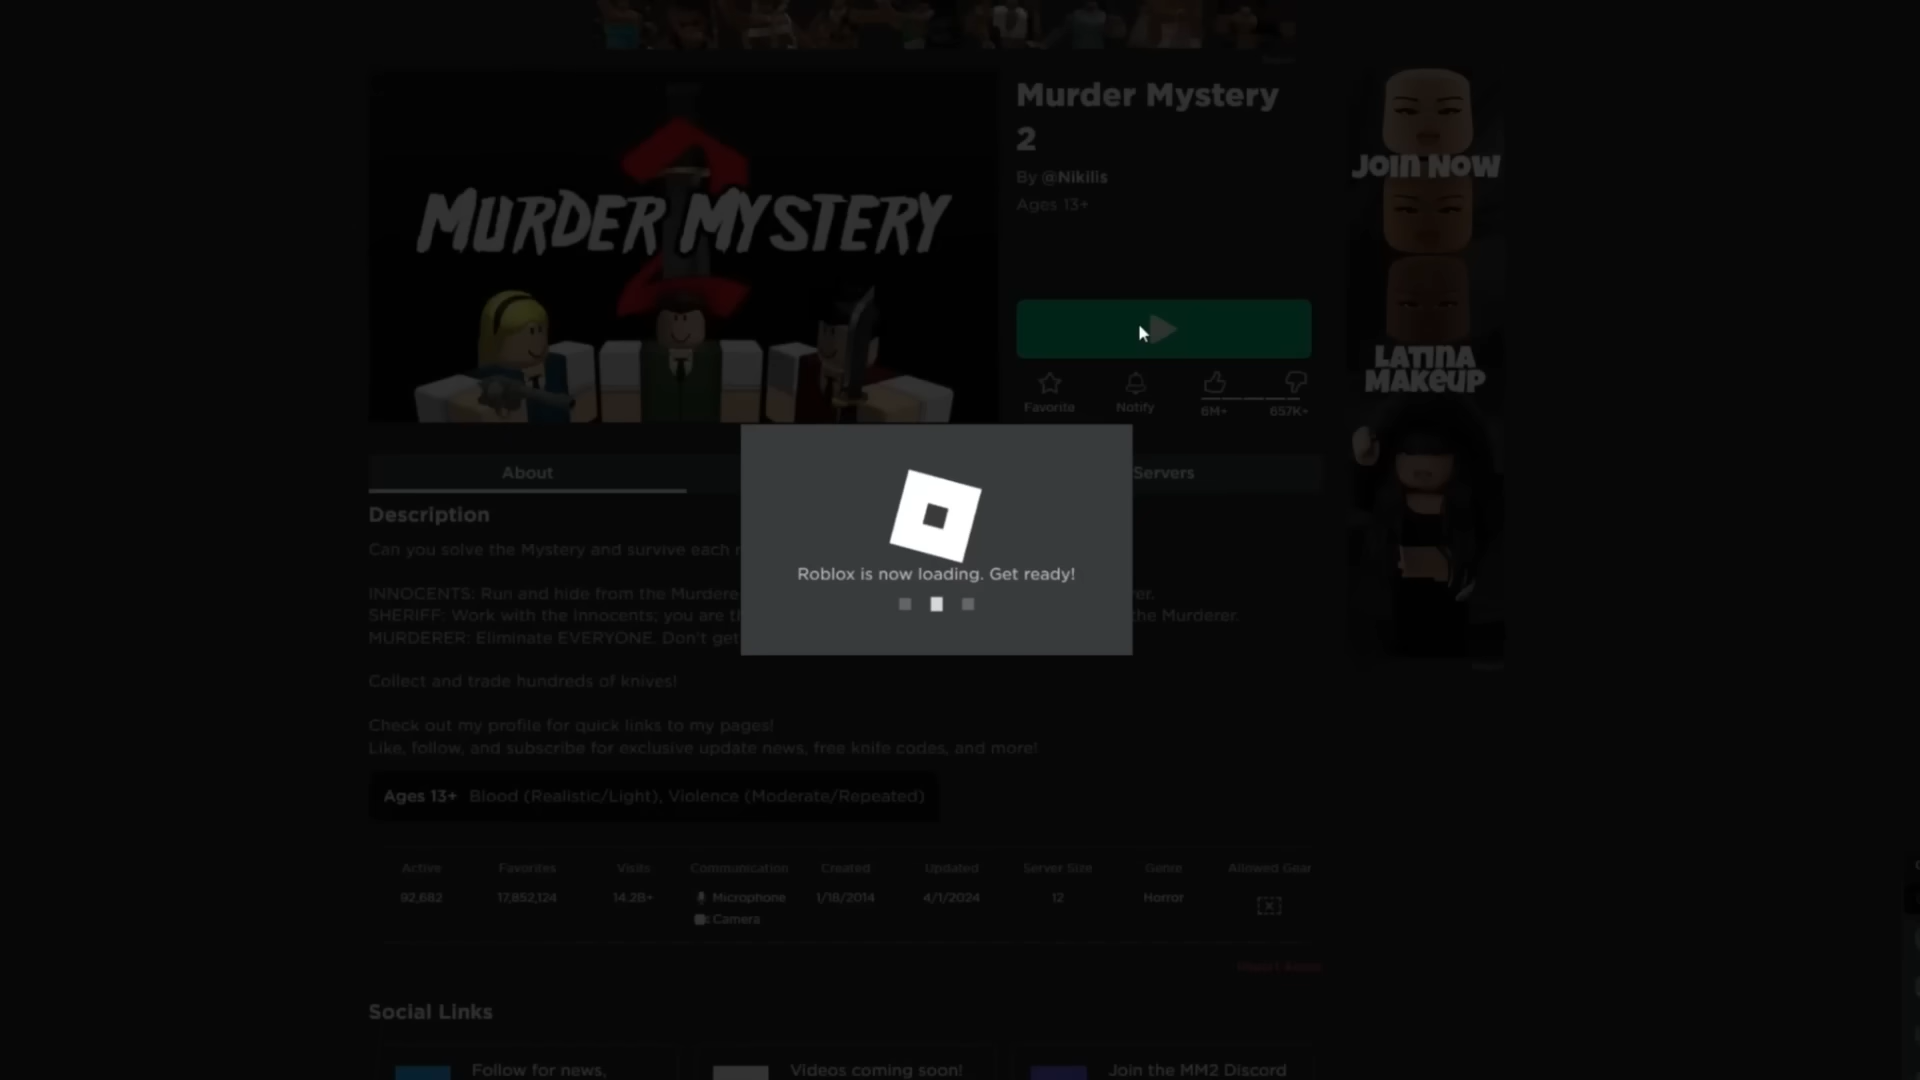 Murder Mystery
2
By @Nikilis
Ages 13+
MURDER MYSTERY
2
JOIN NOW
LATINA
MAKEUP
Favorite
Notify
6M+
657K+
About
Servers
Description
Roblox is now loading. Get ready!
Can you solve the Mystery and survive each
INNOCENTS: Run and hide from the Murdere
SHERIFF: Work with the Innocents; you are the Murderer.
MURDERER: Eliminate EVERYONE. Don't get
Collect and trade hundreds of knives!
Check out my profile for quick links to my pages!
Like, follow, and subscribe for exclusive update news, free knife codes, and more!
Ages 13+ Blood (Realistic/Light), Violence (Moderate/Repeated)
Active Favorites Visits Communication Created Updated Server Size Genre Allowed Gear
92,682 17,852,124 14.2B+ Microphone 1/18/2014 4/1/2024 12 Horror
Camera
Social Links
Follow for news,
Videos coming soon!
Join the MM2 Discord